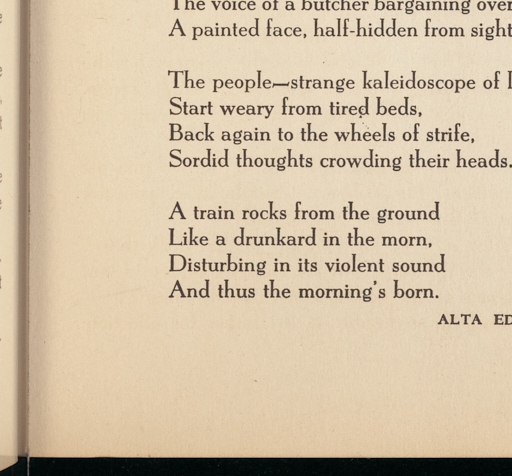 The voice of a butcher bargaining over
A painted face, half-hidden from sight
The people—strange kaleidoscope of
Start weary from tired beds,
Back again to the wheels of strife,
Sordid thoughts crowding their heads.
A train rocks from the ground
Like a drunkard in the morn,
Disturbing in its violent sound
And thus the morning's born.
ALTA ED